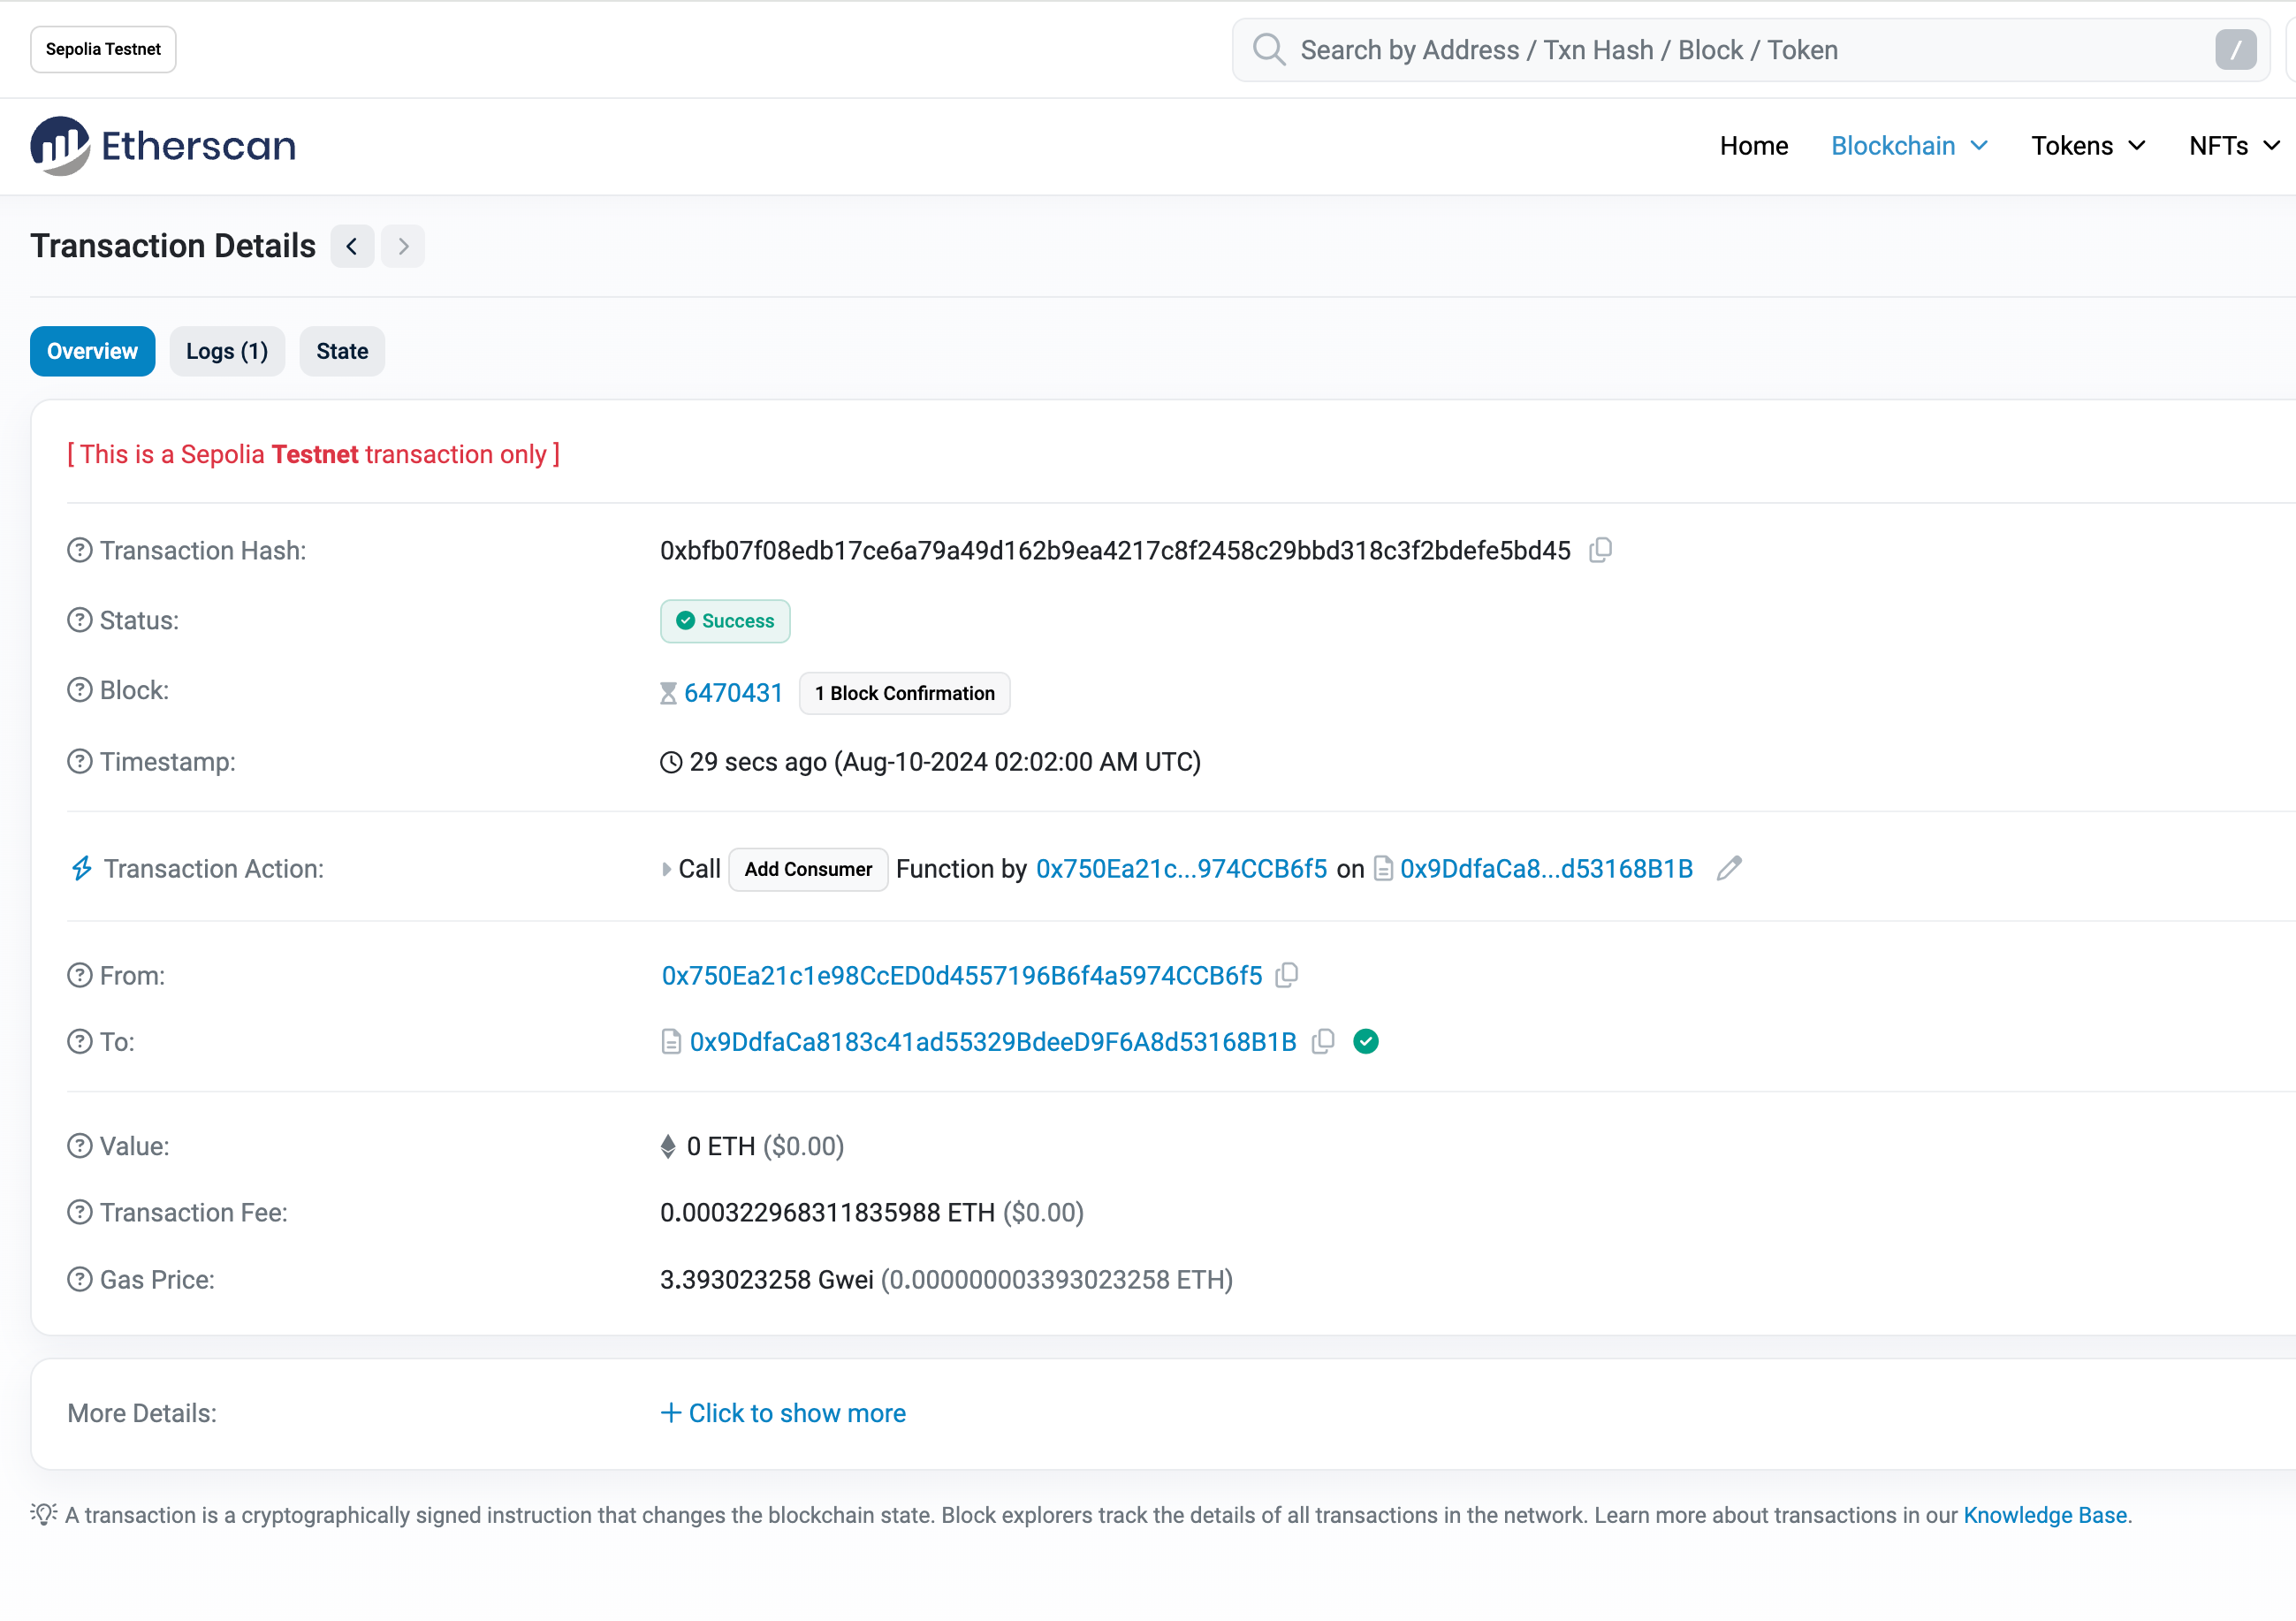 Sepolia Testnet
Search by Address / Txn Hash / Block / Token
/
Etherscan
Home Blockchain Tokens NFTs
Transaction Details
Overview Logs (1) State
[ This is a Sepolia Testnet transaction only ]
Transaction Hash: 0xbfb07f08edb17ce6a79a49d162b9ea4217c8f2458c29bbd318c3f2bdefe5bd45
Status: Success
Block: 6470431 1 Block Confirmation
Timestamp: 29 secs ago (Aug-10-2024 02:02:00 AM UTC)
Transaction Action: Call Add Consumer Function by 0x750Ea21c...974CCB6f5 on 0x9DdfaCa8...d53168B1B
From: 0x750Ea21c1e98CcED0d4557196B6f4a5974CCB6f5
To: 0x9DdfaCa8183c41ad55329BdeeD9F6A8d53168B1B
Value: 0 ETH ($0.00)
Transaction Fee: 0.000322968311835988 ETH ($0.00)
Gas Price: 3.393023258 Gwei (0.000000003393023258 ETH)
More Details: + Click to show more
A transaction is a cryptographically signed instruction that changes the blockchain state. Block explorers track the details of all transactions in the network. Learn more about transactions in our Knowledge Base.